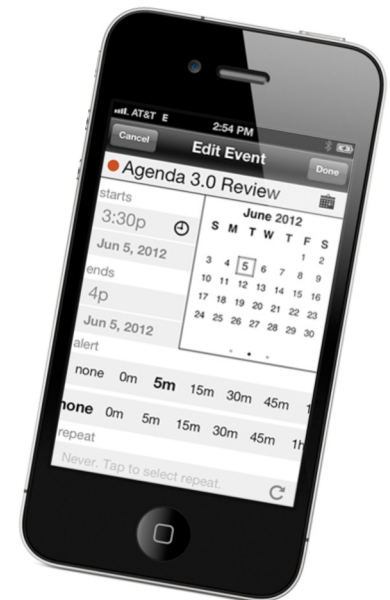 AT&T E 2:54 PM
Cancel Edit Event Done
Agenda 3.0 Review
starts
3:30p
Jun 5, 2012
ends
4p
Jun 5, 2012
June 2012
S M T W T F S
1 2
3 4 5 6 7 8 9
10 11 12 13 14 15 16
17 18 19 20 21 22 23
24 25 26 27 28 29 30
alert
none 0m 5m 15m 30m 45m 1
none 0m 5m 15m 30m 45m 1h
repeat
Never. Tap to select repeat.